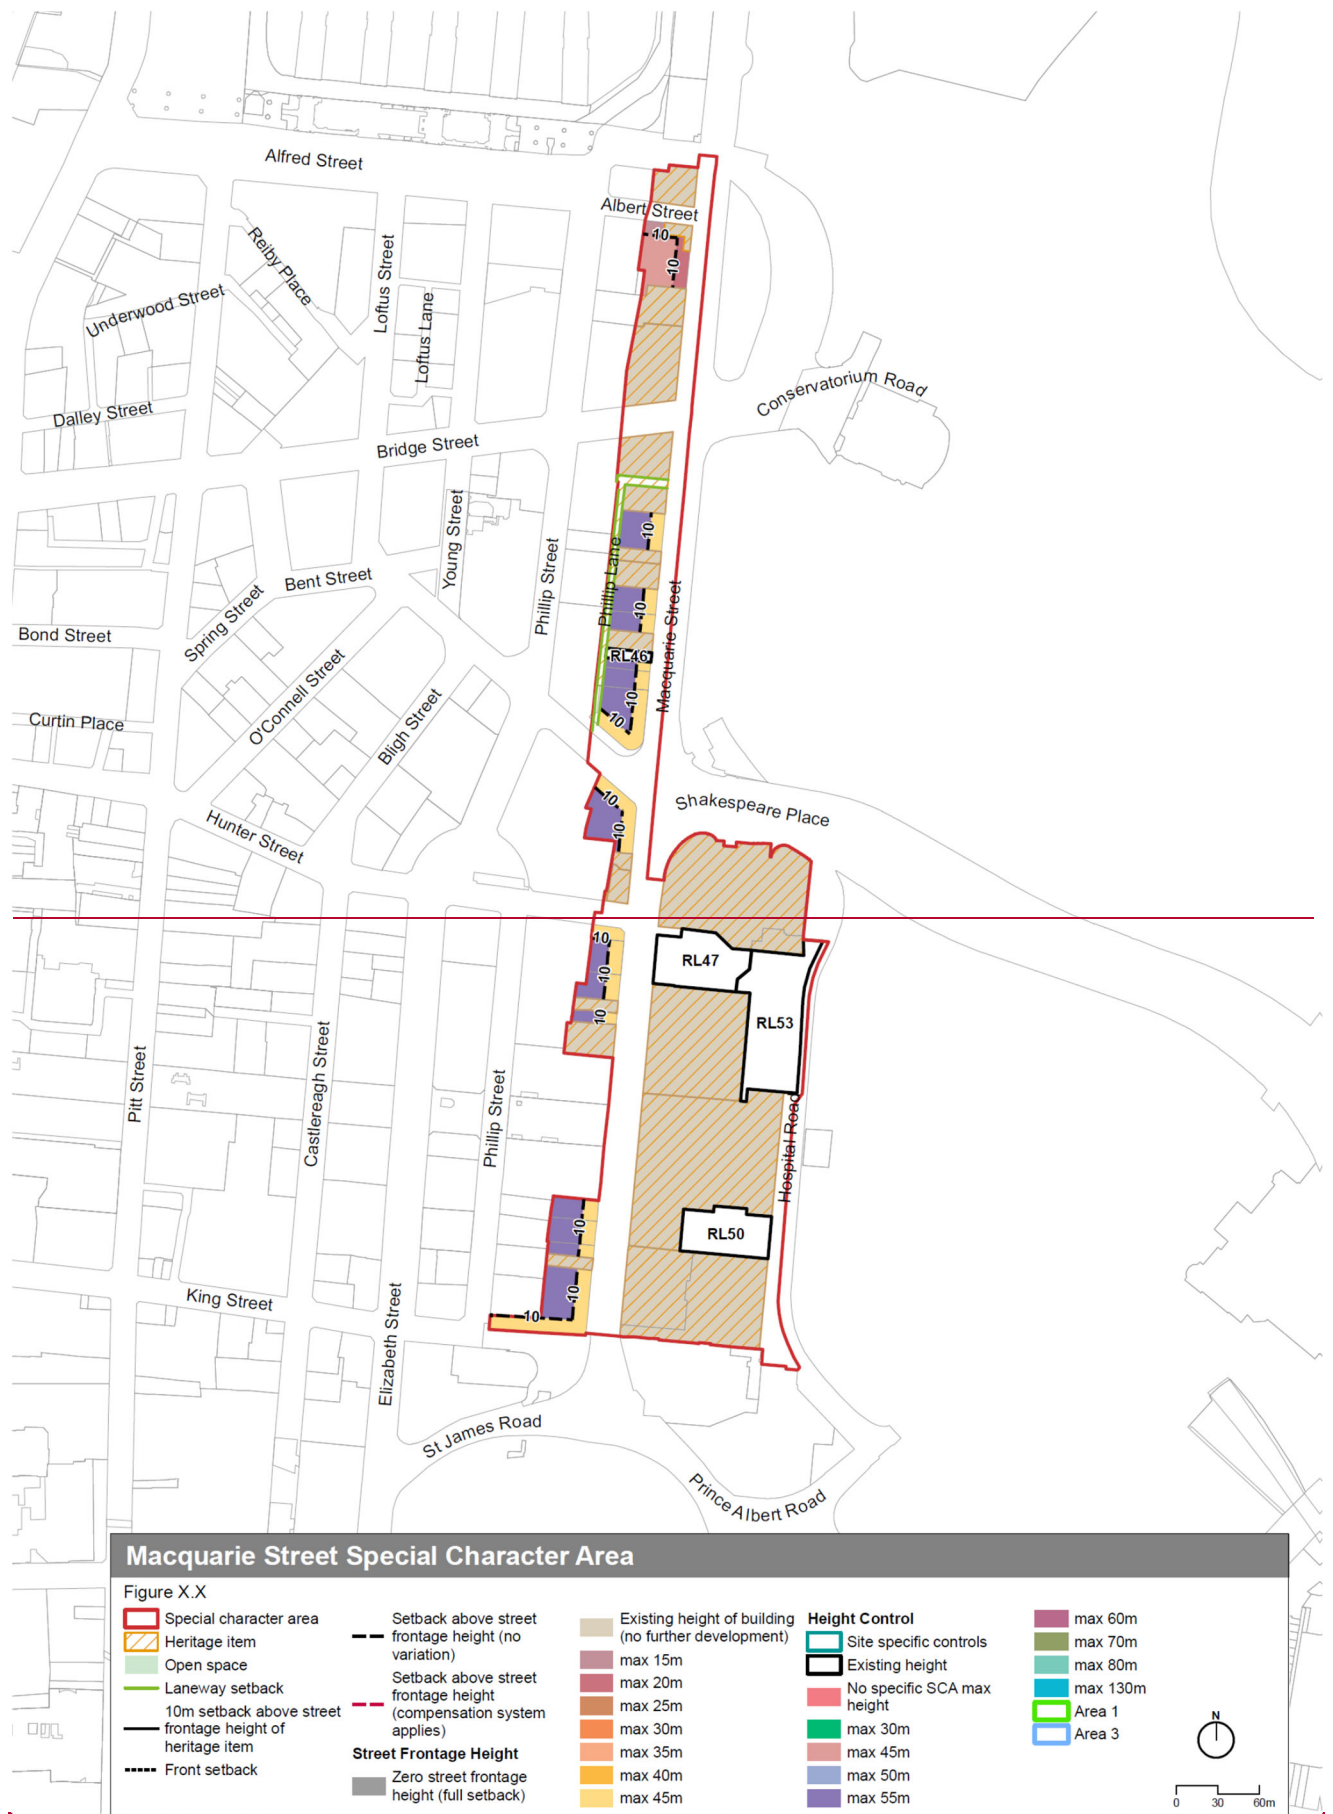 Alfred Street
Albert Street
10
10
Reiby Place
Loftus Street
Underwood Street
Loftus Lane
Conservatorium Road
Dalley Street
Bridge Street
Young Street
10
Phillip Street
Phillip Lane
Bent Street
Spring Street
10
Macquarie Street
Bond Street
RL46
O'Connell Street
10
10
Bligh Street
Curtin Place
10
Shakespeare Place
10
Hunter Street
10
RL47
10
RL53
10
Pitt Street
Castlereagh Street
Phillip Street
Hospital Road
10
RL50
10
King Street
10
Elizabeth Street
St James Road
Prince Albert Road
Macquarie Street Special Character Area
Figure X.X
Special character area
Heritage item
Open space
Laneway setback
10m setback above street
frontage height of
heritage item
Front setback
Setback above street
frontage height (no
variation)
Setback above street
frontage height
(compensation system
applies)
Street Frontage Height
Zero street frontage
height (full setback)
Existing height of building
(no further development)
max 15m
max 20m
max 25m
max 30m
max 35m
max 40m
max 45m
Height Control
Site specific controls
Existing height
No specific SCA max
height
max 30m
max 45m
max 50m
max 55m
max 60m
max 70m
max 80m
max 130m
Area 1
Area 3
N
0 30 60m